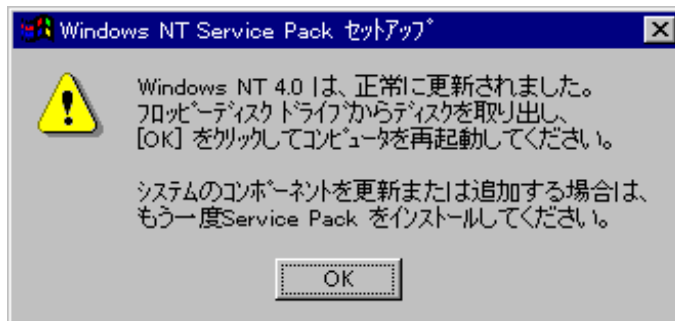 Windows NT Service Pack ｾｯﾄｱｯﾌﾟ
Windows NT 4.0 は、正常に更新されました。
ﾌﾛｯﾋﾟｰﾃﾞｨｽｸ ﾄﾞﾗｲﾌﾞからﾃﾞｨｽｸを取り出し、
[OK] をｸﾘｯｸしてｺﾝﾋﾟｭｰﾀを再起動してください。
ｼｽﾃﾑのｺﾝﾎﾟｰﾈﾝﾄを更新または追加する場合は、
もう一度Service Pack をｲﾝｽﾄｰﾙしてください。
OK